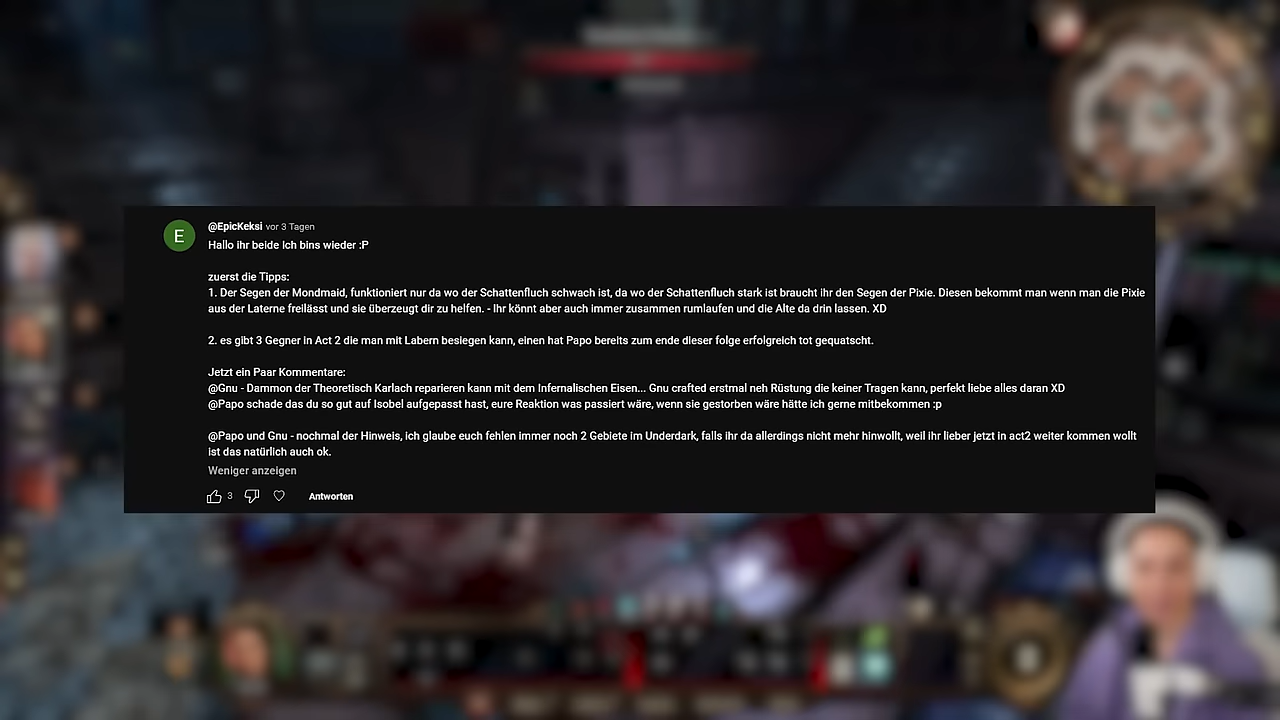 E
@EpicKeksi vor 3 Tagen
Hallo ihr beide ich bins wieder :P
zuerst die Tipps:
1. Der Segen der Mondmaid, funktioniert nur da wo der Schattenfluch schwach ist, da wo der Schattenfluch stark ist braucht ihr den Segen der Pixie. Diesen bekommt man wenn man die Pixie
aus der Laterne freilässt und sie überzeugt dir zu helfen. - Ihr könnt aber auch immer zusammen rumlaufen und die Alte da drin lassen. XD
2. es gibt 3 Gegner in Act 2 die man mit Labern besiegen kann, einen hat Papo bereits zum ende dieser folge erfolgreich tot gequatscht.
Jetzt ein Paar Kommentare:
@Gnu - Dammon der Theoretisch Karlach reparieren kann mit dem Infernalischen Eisen... Gnu crafted erstmal neh Rüstung die keiner Tragen kann, perfekt liebe alles daran XD
@Papo schade das du so gut auf Isobel aufgepasst hast, eure Reaktion was passiert wäre, wenn sie gestorben wäre hätte ich gerne mitbekommen :p
@Papo und Gnu - nochmal der Hinweis, ich glaube euch fehlen immer noch 2 Gebiete im Underdark, falls ihr da allerdings nicht mehr hinwollt, weil ihr lieber jetzt in act2 weiter kommen wollt
ist das natürlich auch ok.
Weniger anzeigen
3 Antworten